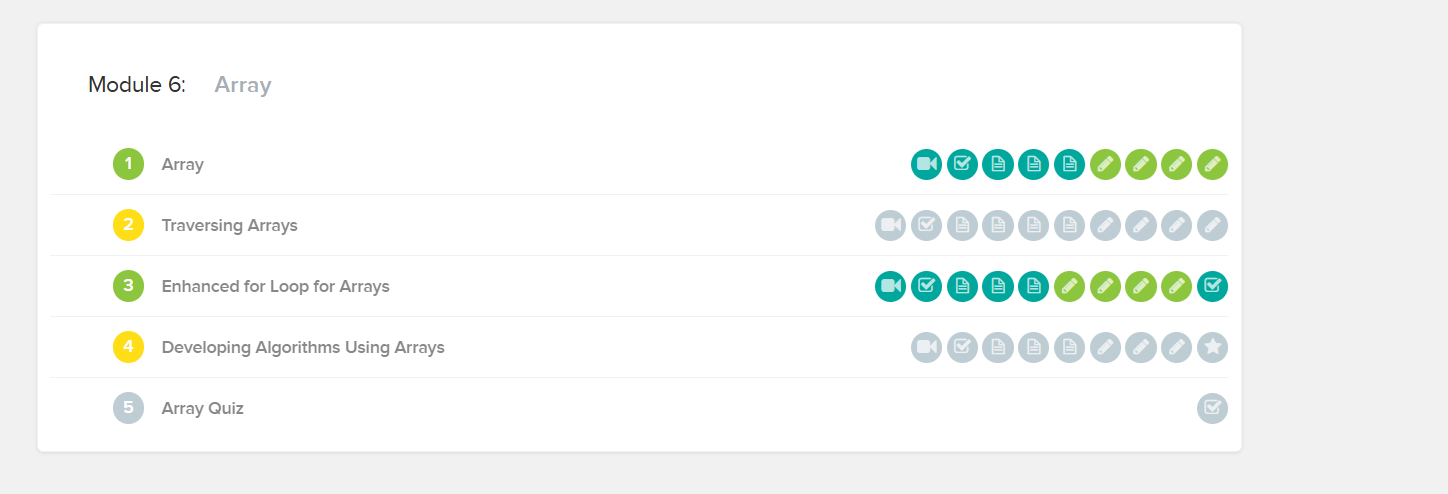 Module 6: Array
1 Array
2 Traversing Arrays
3 Enhanced for Loop for Arrays
4 Developing Algorithms Using Arrays
5 Array Quiz